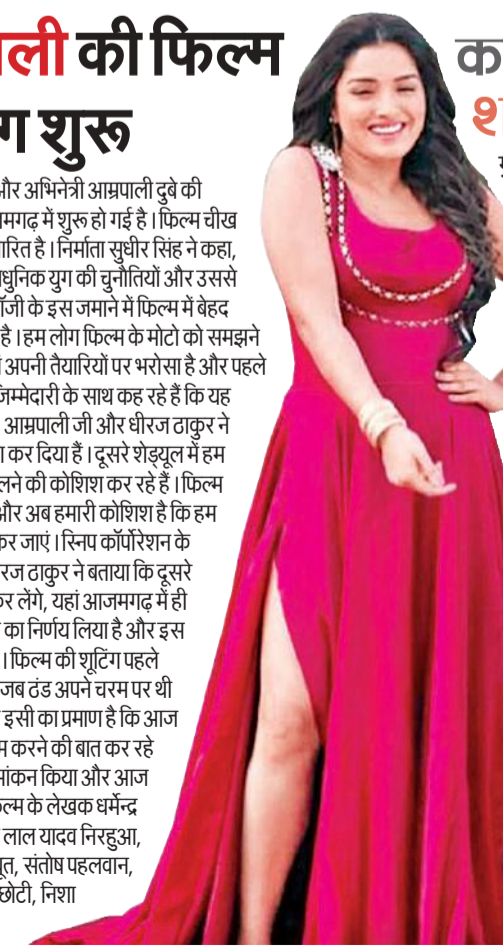 ली की फिल्म
ग शुरू
और अभिनेत्री आम्रपाली दुबे की
जमगढ़ में शुरू हो गई है । फिल्म चीख
धारित है । निर्माता सुधीर सिंह ने कहा,
धुनिक युग की चुनौतियों और उससे
ॉजी के इस जमाने में फिल्म में बेहद
है । हम लोग फिल्म के मोटो को समझने
अपनी तैयारियों पर भरोसा है और पहले
जिम्मेदारी के साथ कह रहे हैं कि यह
आम्रपाली जी और धीरज ठाकुर ने
कर दिया हैं । दूसरे शेड्यूल में हम
लने की कोशिश कर रहे हैं । फिल्म
और अब हमारी कोशिश है कि हम
कर जाएं । स्निप कॉर्पोरेशन के
रज ठाकुर ने बताया कि दूसरे
कर लेंगे, यहां आजमगढ़ में ही
का निर्णय लिया है और इस
। फिल्म की शूटिंग पहले
जब ठंड अपने चरम पर थी
इसी का प्रमाण है कि आज
म करने की बात कर रहे
मांकन किया और आज
ल्म के लेखक धर्मेन्द्र
लाल यादव निरहुआ,
पूत, संतोष पहलवान,
छोटी, निशा
क
श